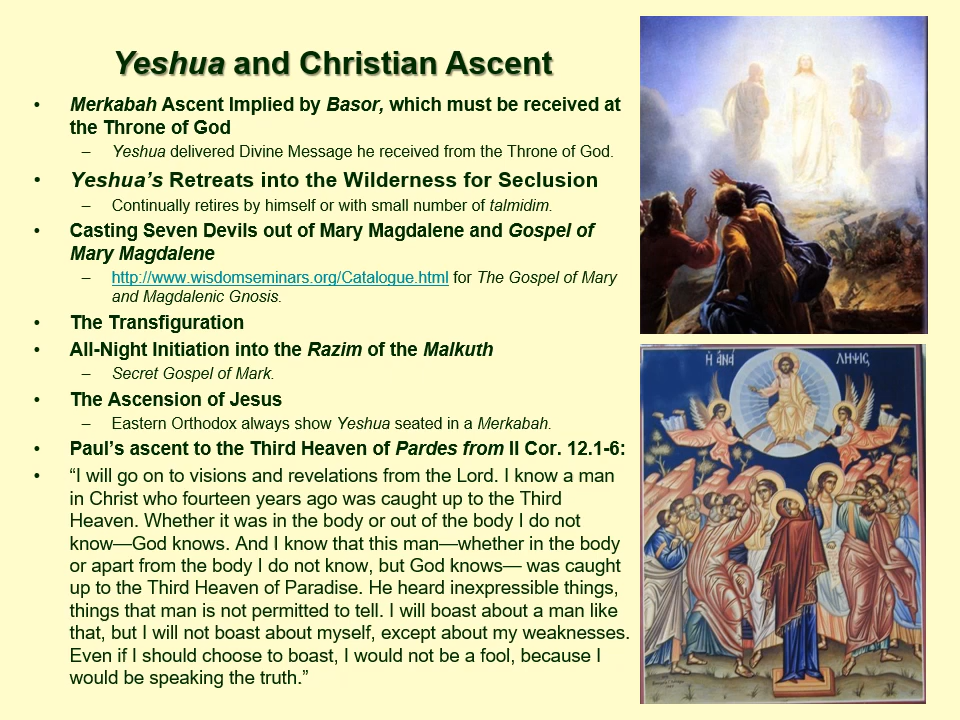 Yeshua and Christian Ascent
• Merkabah Ascent Implied by Basor, which must be received at
the Throne of God
– Yeshua delivered Divine Message he received from the Throne of God.
• Yeshua’s Retreats into the Wilderness for Seclusion
– Continually retires by himself or with small number of talmidim.
• Casting Seven Devils out of Mary Magdalene and Gospel of
Mary Magdalene
– http://www.wisdomseminars.org/Catalogue.html for The Gospel of Mary
and Magdalenic Gnosis.
• The Transfiguration
• All-Night Initiation into the Razim of the Malkuth
– Secret Gospel of Mark.
• The Ascension of Jesus
– Eastern Orthodox always show Yeshua seated in a Merkabah.
• Paul’s ascent to the Third Heaven of Pardes from II Cor. 12.1-6:
• “I will go on to visions and revelations from the Lord. I know a man
in Christ who fourteen years ago was caught up to the Third
Heaven. Whether it was in the body or out of the body I do not
know—God knows. And I know that this man—whether in the body
or apart from the body I do not know, but God knows— was caught
up to the Third Heaven of Paradise. He heard inexpressible things,
things that man is not permitted to tell. I will boast about a man like
that, but I will not boast about myself, except about my weaknesses.
Even if I should choose to boast, I would not be a fool, because I
would be speaking the truth.”
Η ΑΝΑ ΛΗΨΙΣ